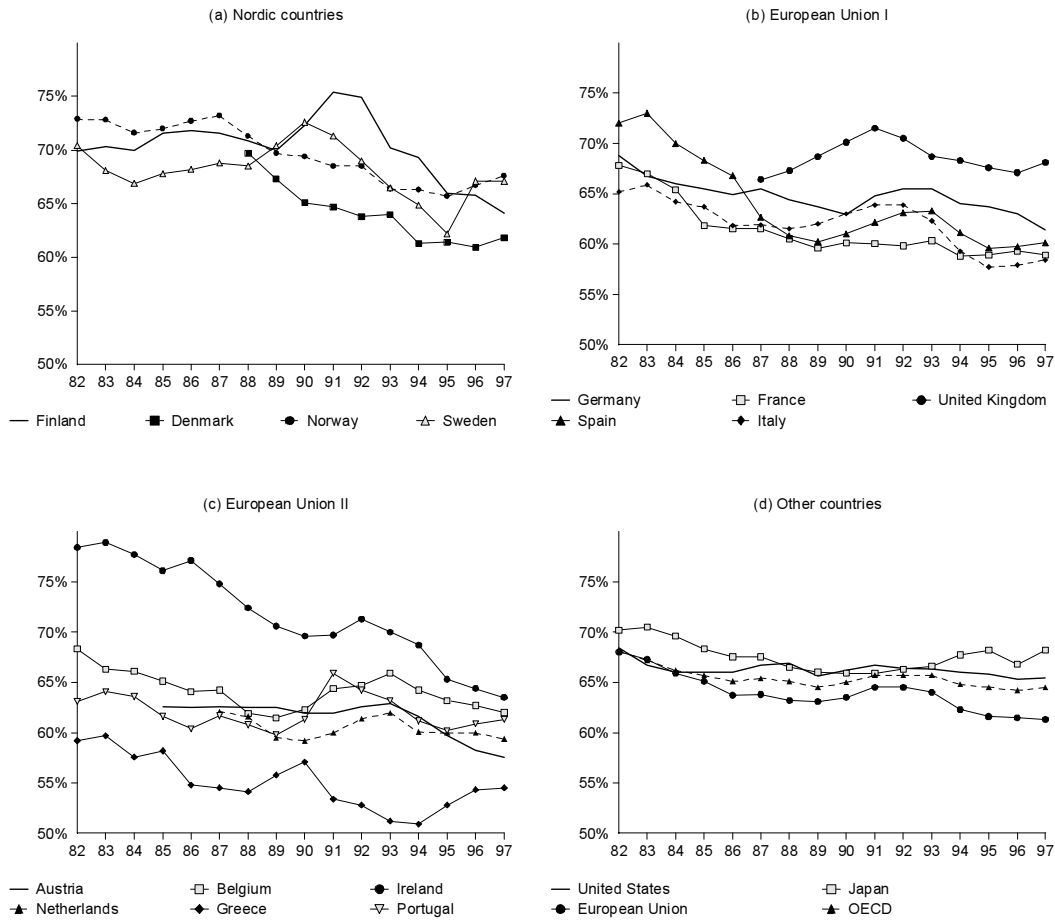 (a) Nordic countries
75%
70%
65%
60%
55%
50%
82 83 84 85 86 87 88 89 90 91 92 93 94 95 96 97
Finland Denmark Norway Sweden
(b) European Union I
75%
70%
65%
60%
55%
50%
82 83 84 85 86 87 88 89 90 91 92 93 94 95 96 97
Germany France United Kingdom
Spain Italy
(c) European Union II
75%
70%
65%
60%
55%
50%
82 83 84 85 86 87 88 89 90 91 92 93 94 95 96 97
Austria Belgium Ireland
Netherlands Greece Portugal
(d) Other countries
75%
70%
65%
60%
55%
50%
82 83 84 85 86 87 88 89 90 91 92 93 94 95 96 97
United States Japan
European Union OECD